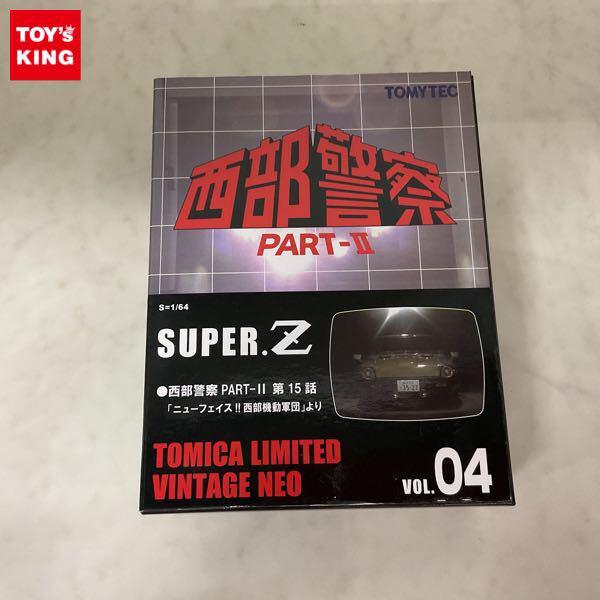 TOY's
KING
TOMYTEC
西部警察
PART-II
S=1/64
SUPER.Z
●西部警察 PART-II 第15話
「ニューフェイス!!西部機動軍団」より
TOMICA LIMITED
VINTAGE NEO
VOL.04